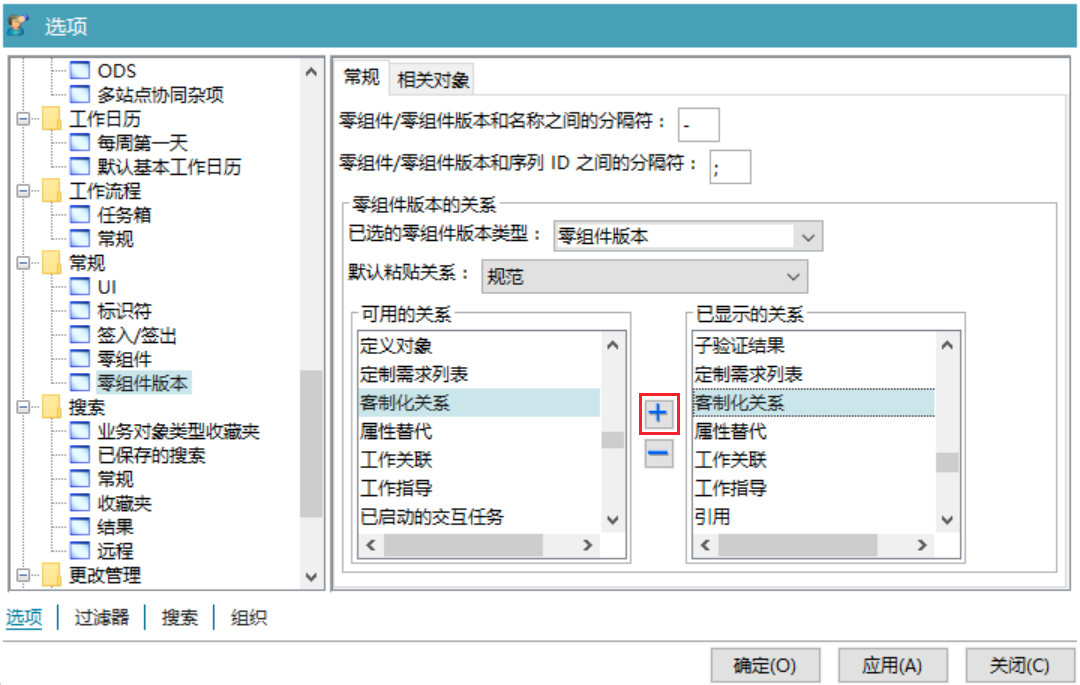 选项
ODS
多站点协同杂项
工作日历
每周第一天
默认基本工作日历
工作流程
任务箱
常规
常规
UI
标识符
签入/签出
零组件
零组件版本
搜索
业务对象类型收藏夹
已保存的搜索
常规
收藏夹
结果
远程
更改管理
常规
相关对象
零组件/零组件版本和名称之间的分隔符： -
零组件/零组件版本和序列 ID 之间的分隔符： ;
零组件版本的关系
已选的零组件版本类型： 零组件版本
默认粘贴关系： 规范
可用的关系
定义对象
定制需求列表
客制化关系
属性替代
工作关联
工作指导
已启动的交互任务
已显示的关系
子验证结果
定制需求列表
客制化关系
属性替代
工作关联
工作指导
引用
选项 | 过滤器 | 搜索 | 组织
确定(O) 应用(A) 关闭(C)